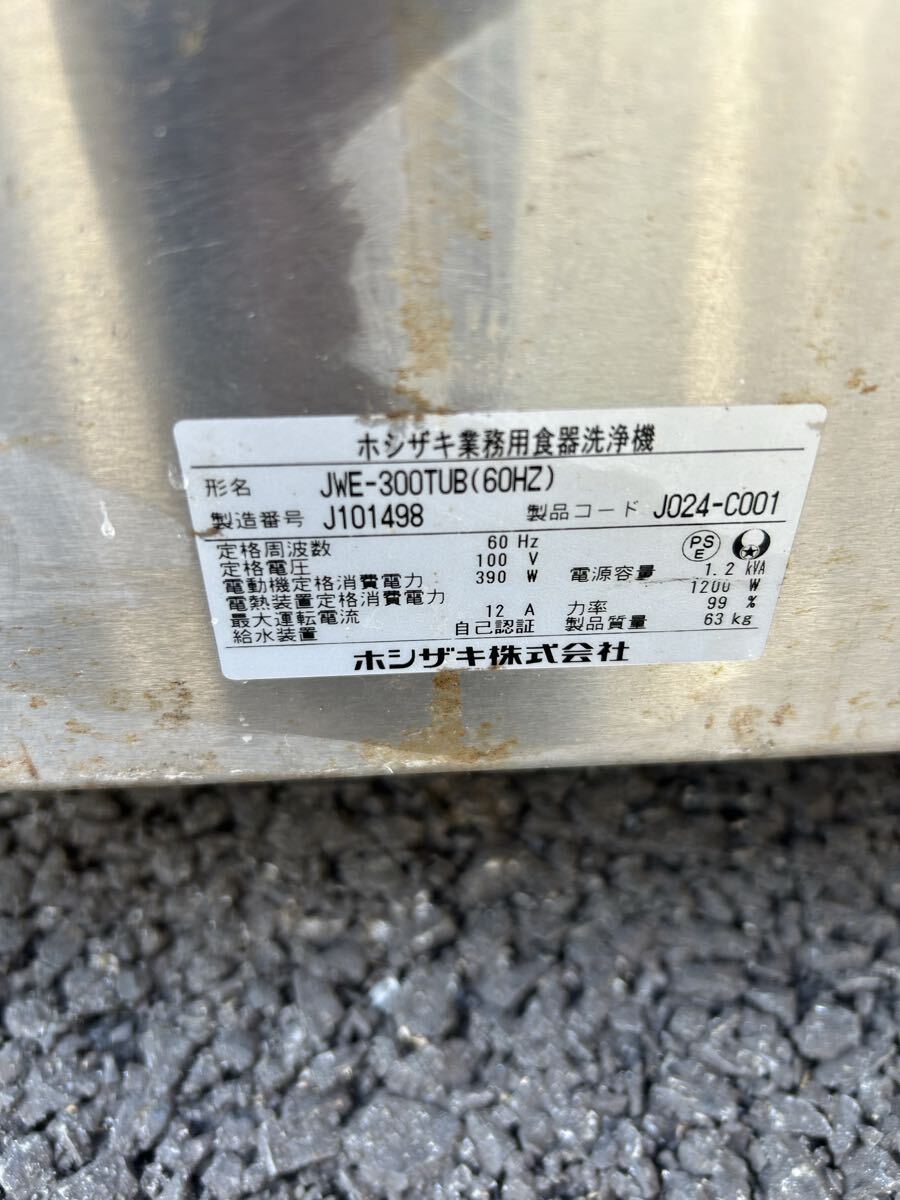 ホシザキ業務用食器洗浄機
形名 JWE-300TUB(60HZ)
製造番号 J101498 製品コード J024-C001
定格周波数 60 Hz PS E
定格電圧 100 V 電源容量 1.2 kVA
電動機定格消費電力 390 W
電熱装置定格消費電力 1200 W
最大運転電流 12 A 力率 99 %
給水装置 自己認証 製品質量 63 kg
ホシザキ株式会社